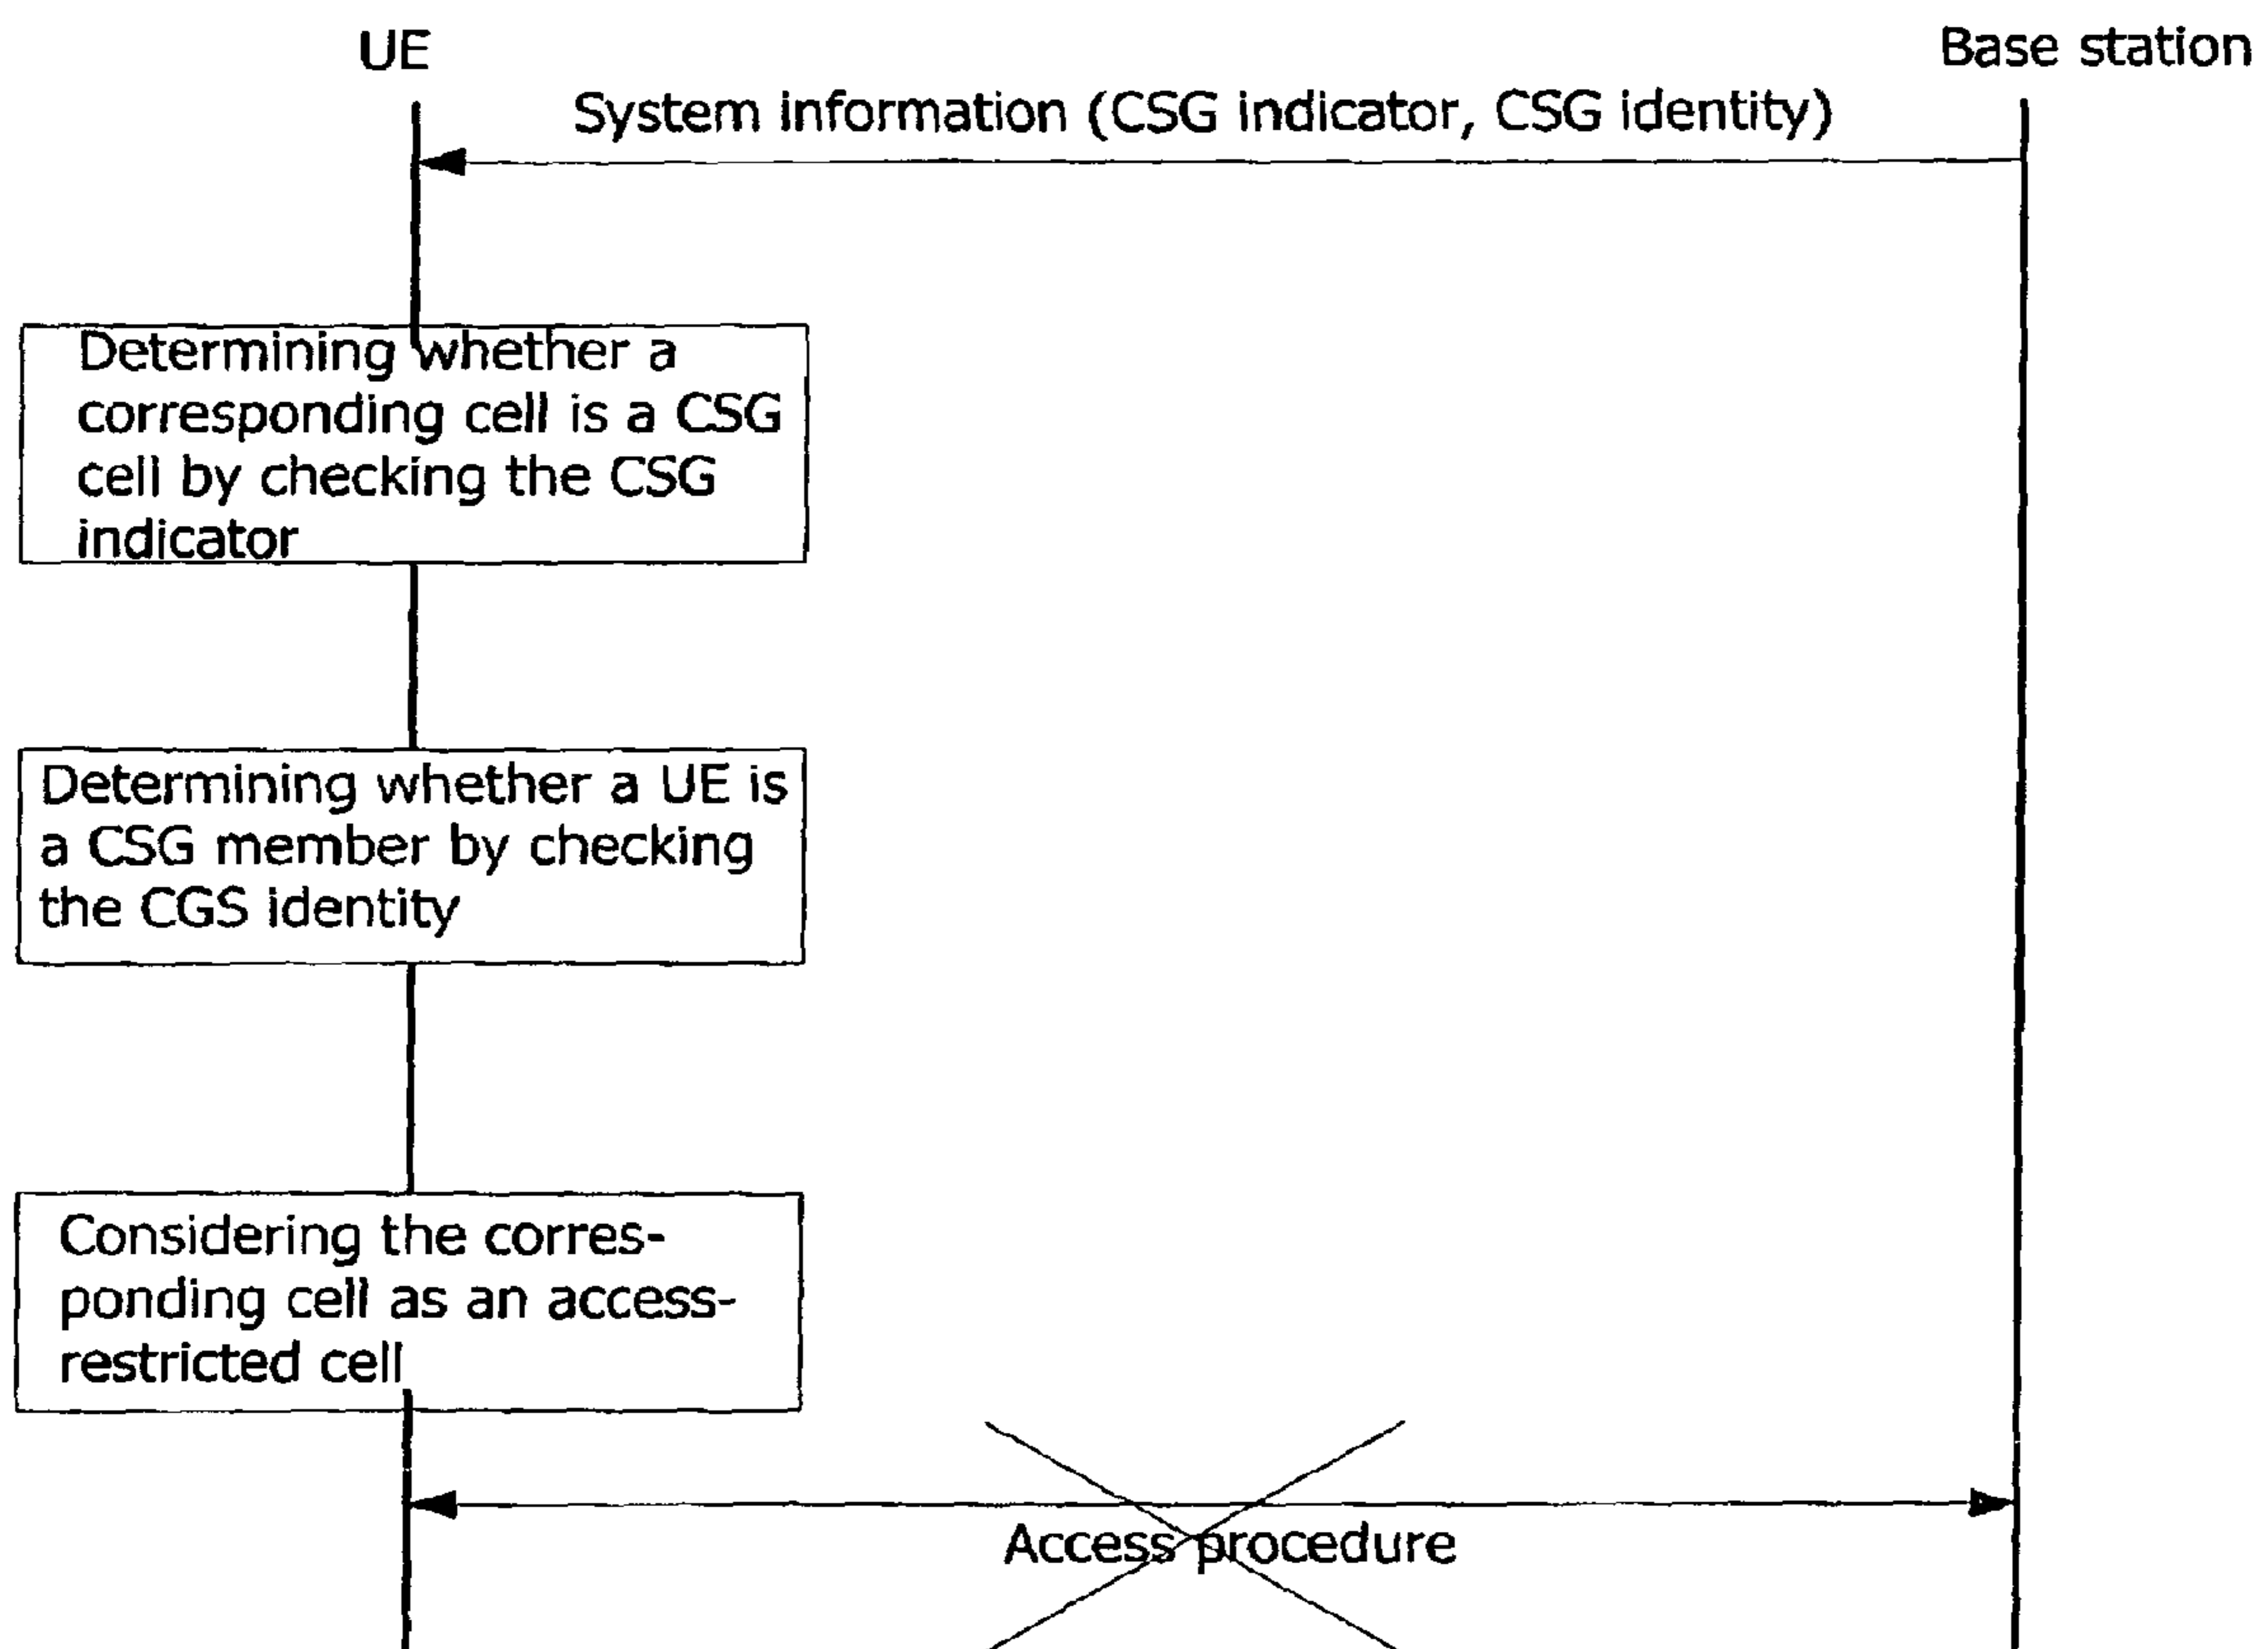 UE
Base station
System information (CSG indicator, CSG identity)
Determining whether a
corresponding cell is a CSG
cell by checking the CSG
indicator
Determining whether a UE is
a CSG member by checking
the CGS identity
Considering the corres-
ponding cell as an access-
restricted cell
Access procedure